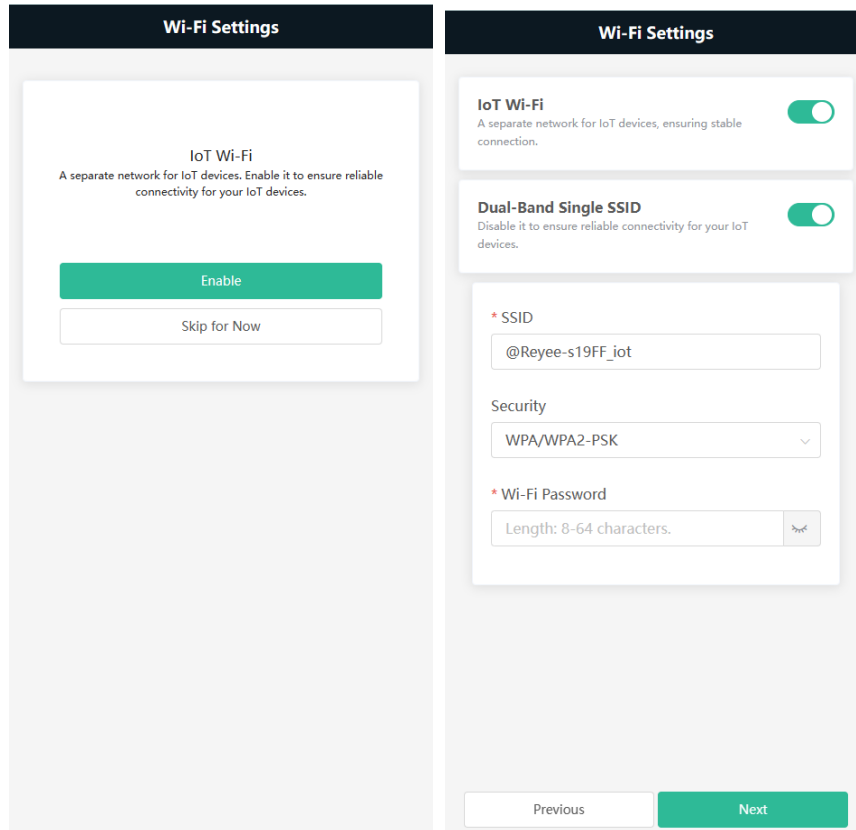 Wi-Fi Settings
IoT Wi-Fi
A separate network for IoT devices. Enable it to ensure reliable
connectivity for your IoT devices.
Enable
Skip for Now
Wi-Fi Settings
IoT Wi-Fi
A separate network for IoT devices, ensuring stable
connection.
Dual-Band Single SSID
Disable it to ensure reliable connectivity for your IoT
devices.
* SSID
@Reyee-s19FF_iot
Security
WPA/WPA2-PSK
* Wi-Fi Password
Length: 8-64 characters.
Previous
Next